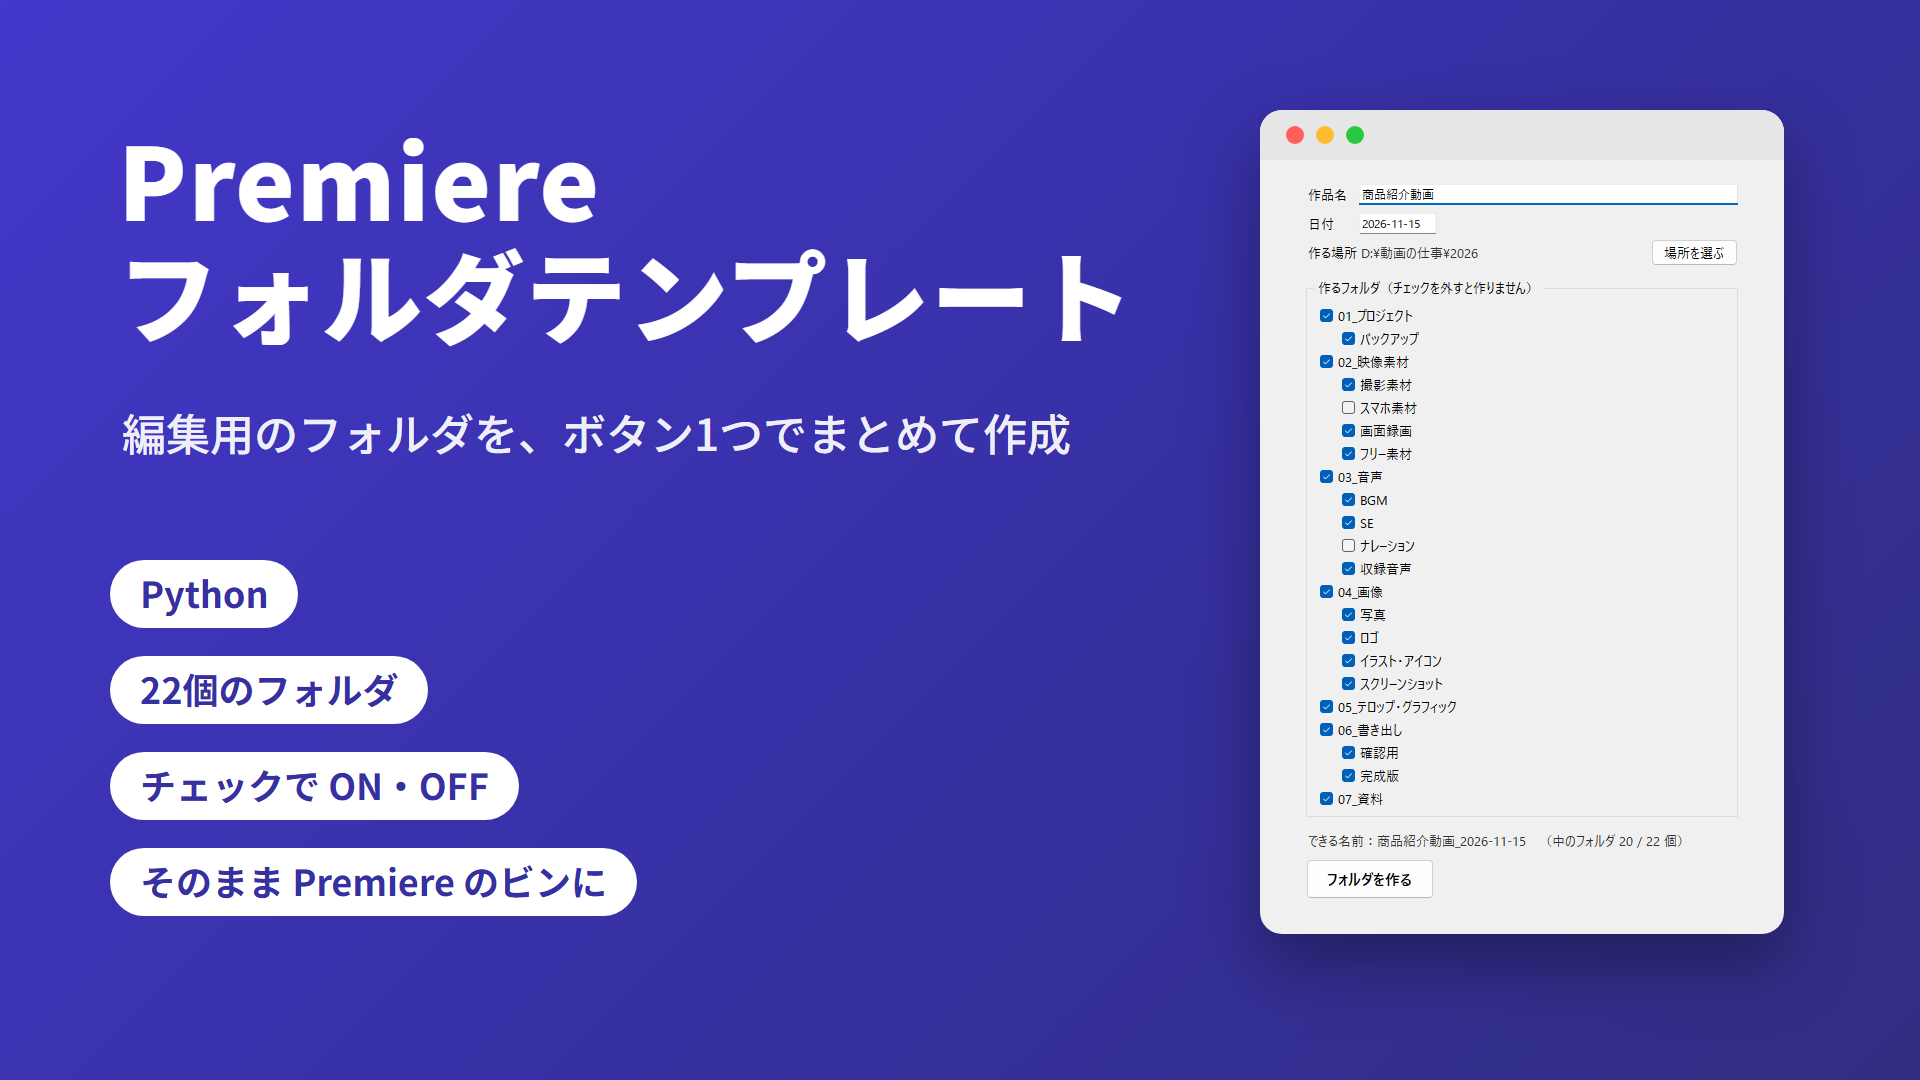 Premiere
フォルダテンプレート
編集用のフォルダを、ボタン1つでまとめて作成
Python
22個のフォルダ
チェックで ON・OFF
そのまま Premiere のビンに
作品名 商品紹介動画
日付 2026-11-15
作る場所 D:¥動画の仕事¥2026 場所を選ぶ
作るフォルダ（チェックを外すと作りません）
01_プロジェクト
バックアップ
02_映像素材
撮影素材
スマホ素材
画面録画
フリー素材
03_音声
BGM
SE
ナレーション
収録音声
04_画像
写真
ロゴ
イラスト・アイコン
スクリーンショット
05_テロップ・グラフィック
06_書き出し
確認用
完成版
07_資料
できる名前：商品紹介動画_2026-11-15 （中のフォルダ 20 / 22 個）
フォルダを作る